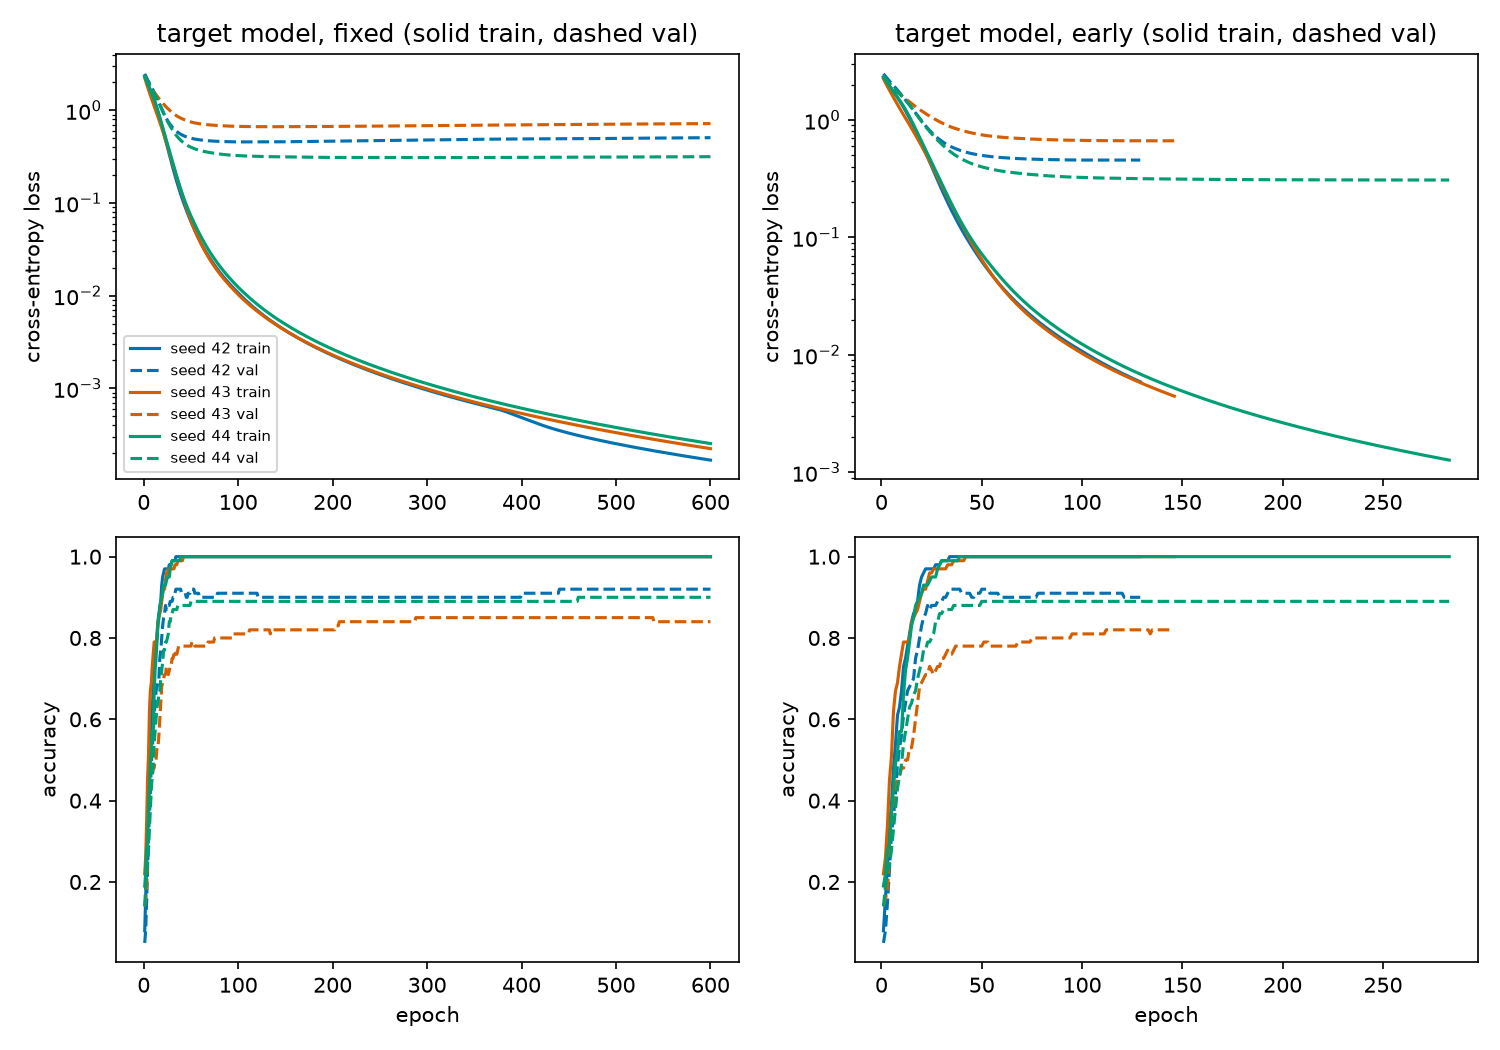 target model, fixed (solid train, dashed val)
cross-entropy loss
10⁰
10⁻¹
10⁻²
10⁻³
seed 42 train
seed 42 val
seed 43 train
seed 43 val
seed 44 train
seed 44 val
0 100 200 300 400 500 600
target model, early (solid train, dashed val)
cross-entropy loss
10⁰
10⁻¹
10⁻²
10⁻³
0 50 100 150 200 250
accuracy
1.0
0.8
0.6
0.4
0.2
0 100 200 300 400 500 600
epoch
accuracy
1.0
0.8
0.6
0.4
0.2
0 50 100 150 200 250
epoch